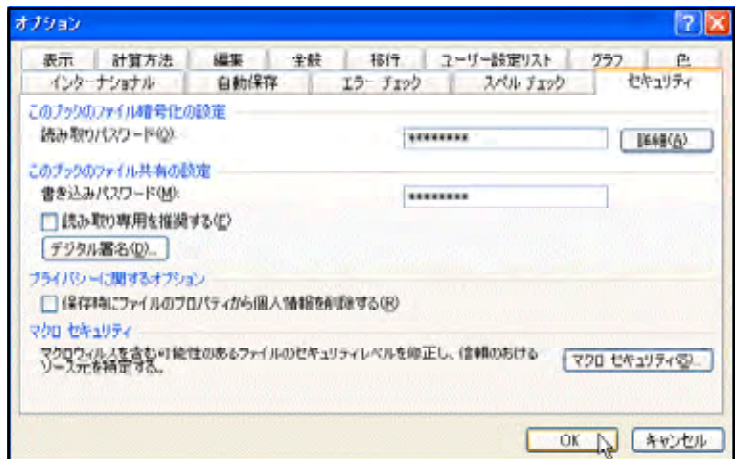 オプション
表示 計算方法 編集 全般 移行 ユーザー設定リスト グラフ 色
インターナショナル 自動保存 エラー チェック スペル チェック セキュリティ
このブックのファイル暗号化の設定
読み取りパスワード(O): ******** 詳細(A)...
このブックのファイル共有の設定
書き込みパスワード(M): ********
読み取り専用を推奨する(E)
デジタル署名(D)...
プライバシーに関するオプション
保存時にファイルのプロパティから個人情報を削除する(R)
マクロ セキュリティ
マクロウィルスを含む可能性のあるファイルのセキュリティレベルを修正し、信頼のおける マクロ セキュリティ(S)...
ソース元を特定する。
OK キャンセル